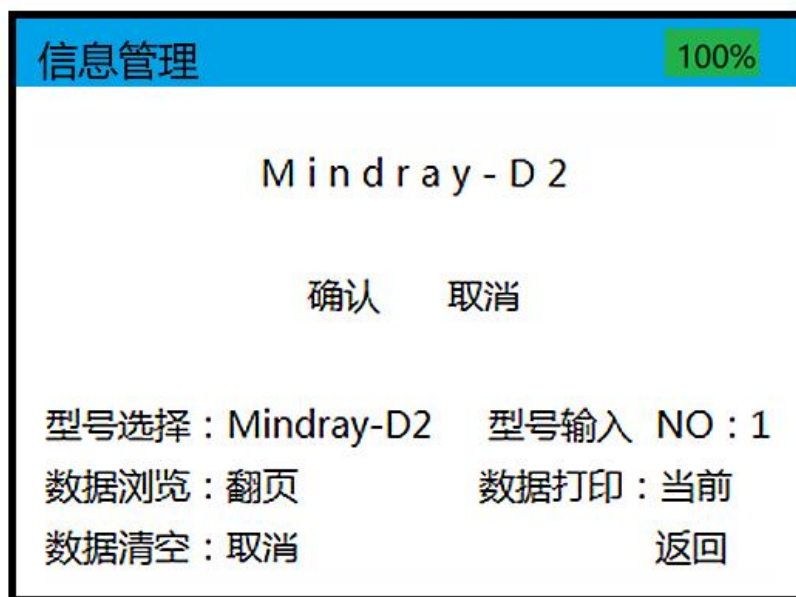 信息管理 100%
Mindray-D2
确认 取消
型号选择：Mindray-D2 型号输入 NO：1
数据浏览：翻页 数据打印：当前
数据清空：取消 返回